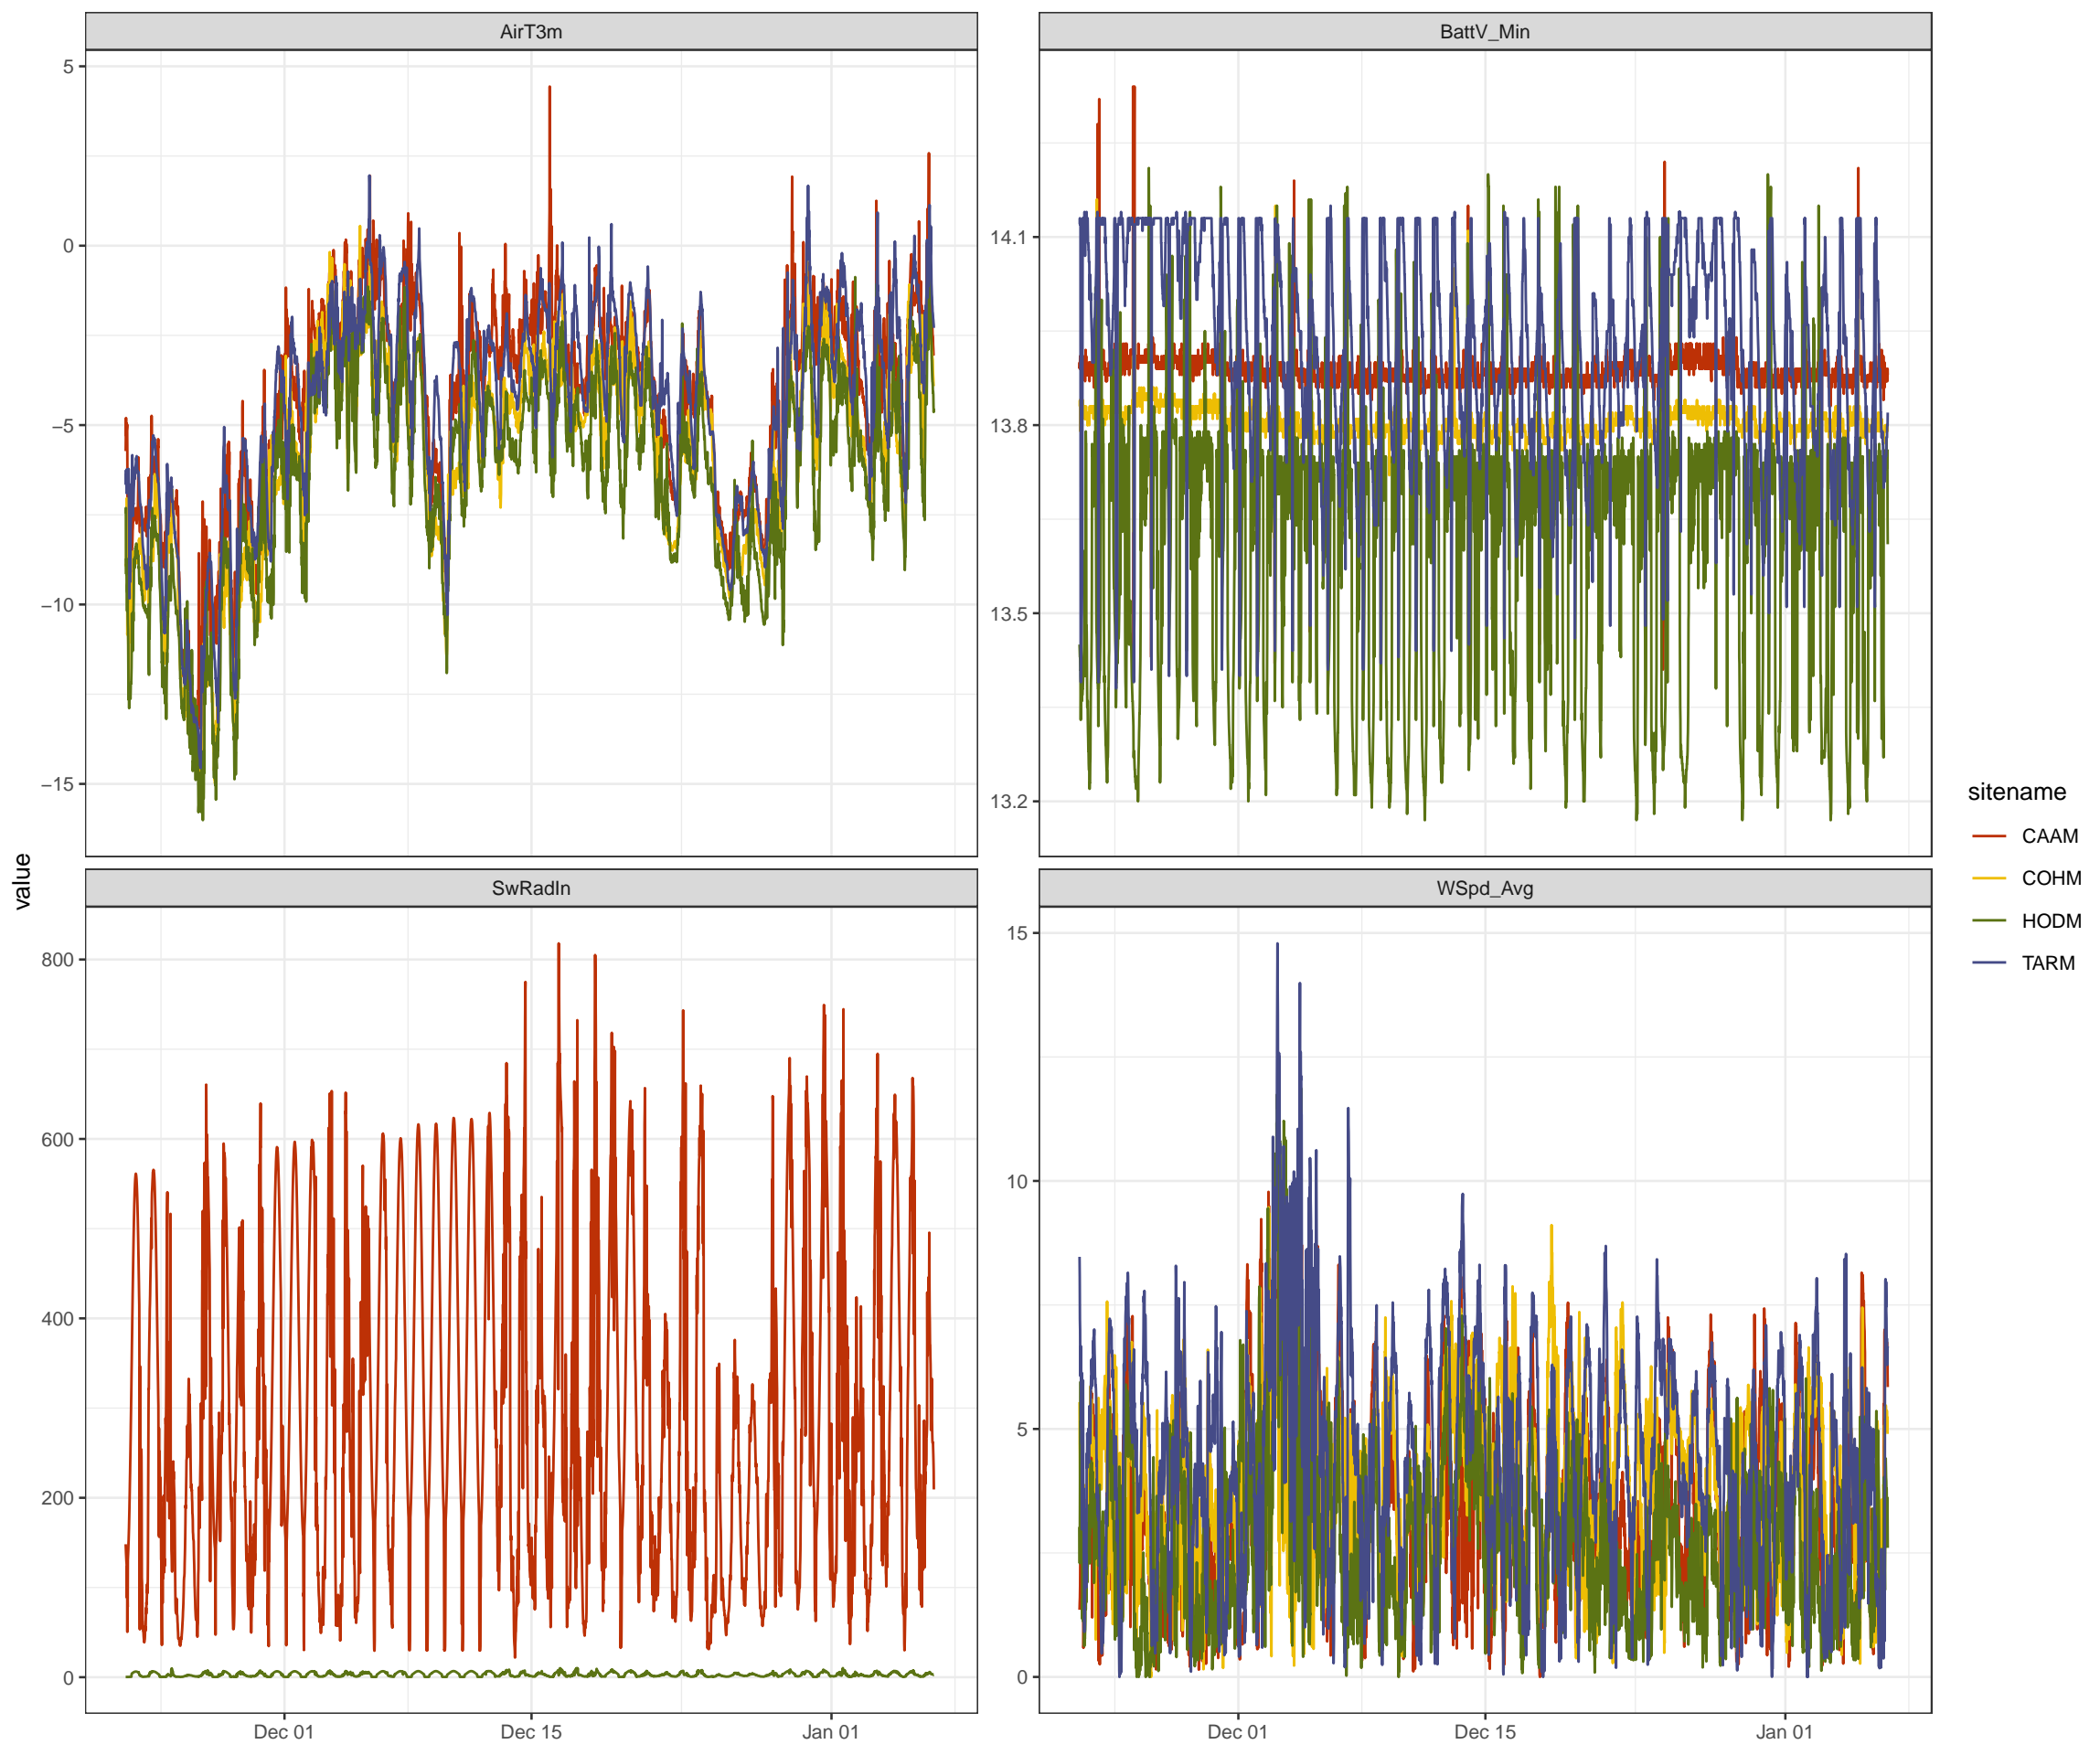 AirT3m
BattV_Min
5
0
−5
−10
−15
14.1
13.8
13.5
13.2
SwRadIn
WSpd_Avg
800
600
400
200
0
15
10
5
0
Dec 01
Dec 15
Jan 01
Dec 01
Dec 15
Jan 01
value
sitename
CAAM
COHM
HODM
TARM